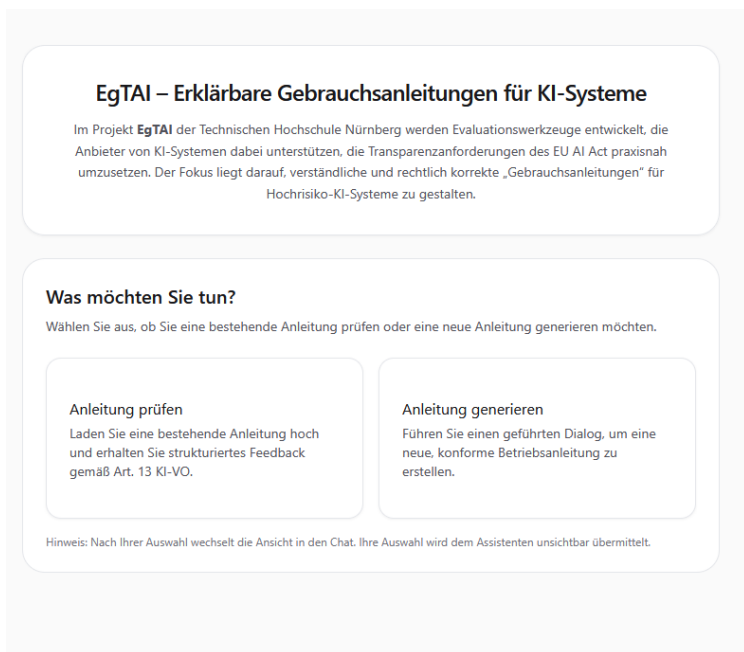 EgTAI – Erklärbare Gebrauchsanleitungen für KI-Systeme
Im Projekt EgTAI der Technischen Hochschule Nürnberg werden Evaluationswerkzeuge entwickelt, die
Anbieter von KI-Systemen dabei unterstützen, die Transparenzanforderungen des EU AI Act praxisnah
umzusetzen. Der Fokus liegt darauf, verständliche und rechtlich korrekte „Gebrauchsanleitungen“ für
Hochrisiko-KI-Systeme zu gestalten.
Was möchten Sie tun?
Wählen Sie aus, ob Sie eine bestehende Anleitung prüfen oder eine neue Anleitung generieren möchten.
Anleitung prüfen
Laden Sie eine bestehende Anleitung hoch
und erhalten Sie strukturiertes Feedback
gemäß Art. 13 KI-VO.
Anleitung generieren
Führen Sie einen geführten Dialog, um eine
neue, konforme Betriebsanleitung zu
erstellen.
Hinweis: Nach Ihrer Auswahl wechselt die Ansicht in den Chat. Ihre Auswahl wird dem Assistenten unsichtbar übermittelt.